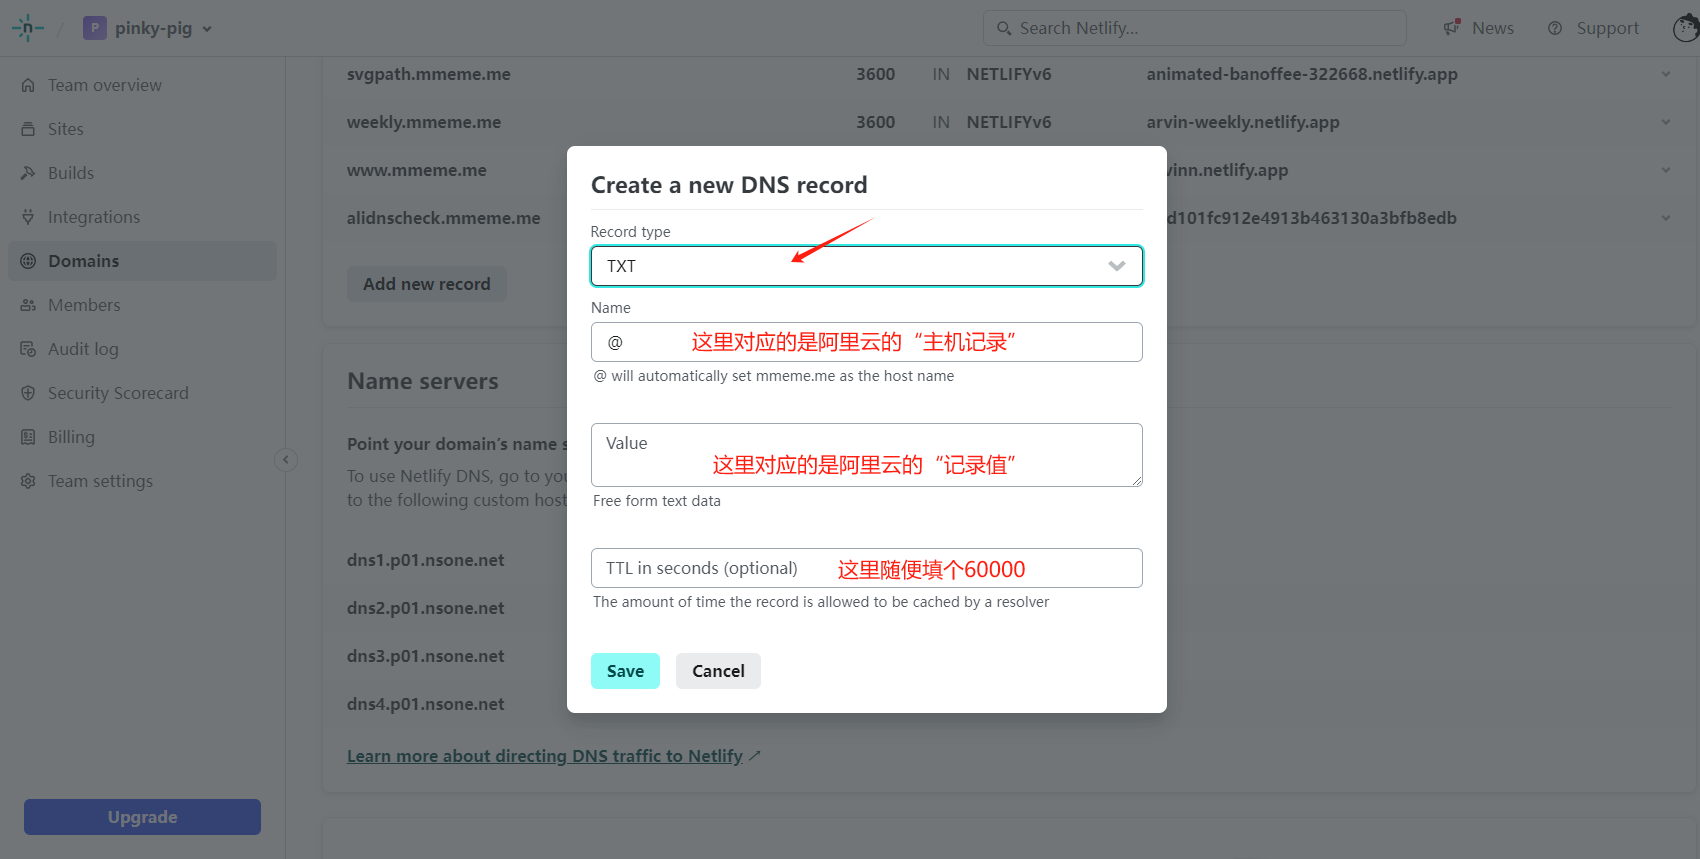 n / P pinky-pig
Search Netlify...
News
Support
Team overview
Sites
Builds
Integrations
Domains
Members
Audit log
Security Scorecard
Billing
Team settings
Upgrade
svgpath.mmeme.me 3600 IN NETLIFYv6 animated-banoffee-322668.netlify.app
weekly.mmeme.me 3600 IN NETLIFYv6 arvin-weekly.netlify.app
www.mmeme.me vinn.netlify.app
alidnscheck.mmeme.me d101fc912e4913b463130a3bfb8edb
Add new record
Name servers
Point your domain’s name s
To use Netlify DNS, go to you
to the following custom host
dns1.p01.nsone.net
dns2.p01.nsone.net
dns3.p01.nsone.net
dns4.p01.nsone.net
Learn more about directing DNS traffic to Netlify
Create a new DNS record
Record type
TXT
Name
@ 这里对应的是阿里云的“主机记录”
@ will automatically set mmeme.me as the host name
Value
这里对应的是阿里云的“记录值”
Free form text data
TTL in seconds (optional) 这里随便填个60000
The amount of time the record is allowed to be cached by a resolver
Save
Cancel